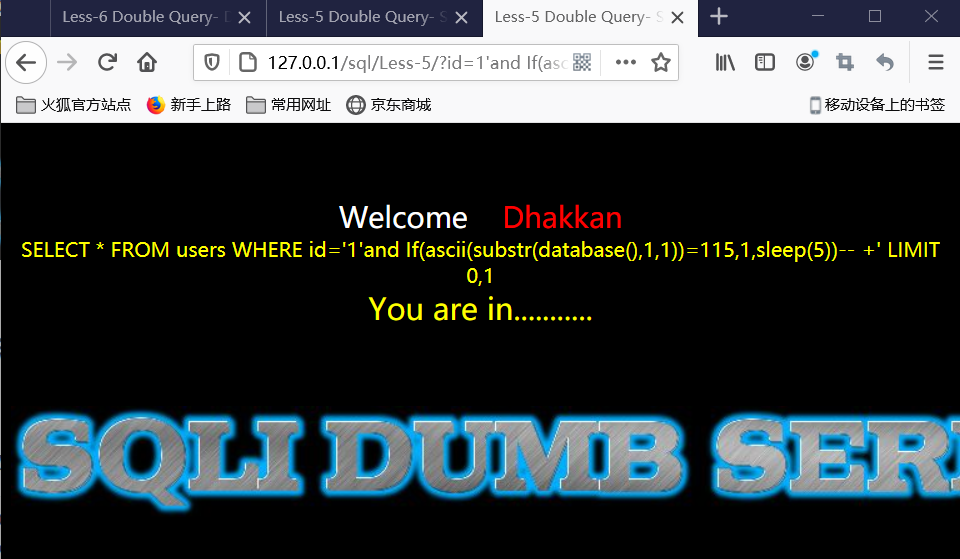 Less-6 Double Query- D
Less-5 Double Query- S
Less-5 Double Query- S
127.0.0.1/sql/Less-5/?id=1'and If(asc
火狐官方站点 新手上路 常用网址 京东商城 移动设备上的书签
Welcome Dhakkan
SELECT * FROM users WHERE id='1'and If(ascii(substr(database(),1,1))=115,1,sleep(5))-- +' LIMIT
0,1
You are in...........
SQLI DUMB SERI